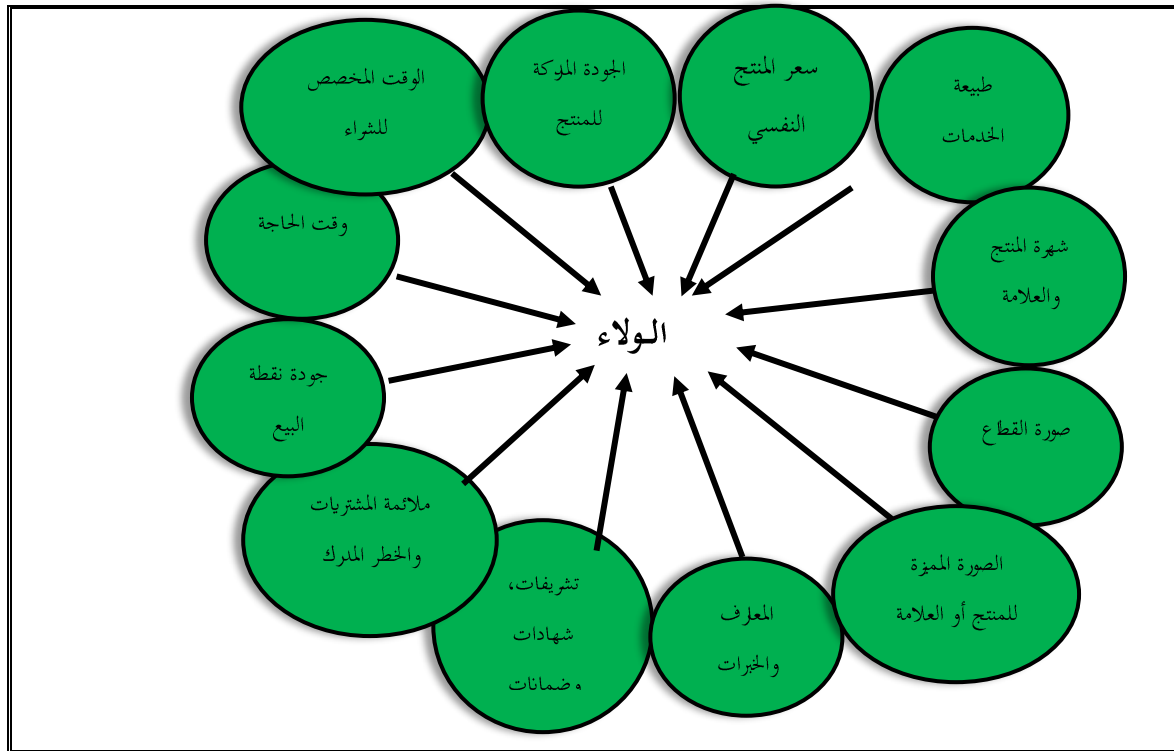 طبيعة
الخدمات
سعر المنتج
النفسي
الجودة المدركة
للمنتج
الوقت المخصص
للشراء
وقت الحاجة
شهرة المنتج
والعلامة
الـولاء
جودة نقطة
البيع
صورة القطاع
ملائمة المشتريات
والخطر المدرك
الصورة المميزة
للمنتج أو العلامة
تشريفات،
شهادات
وضمانات
المعارف
والخبرات